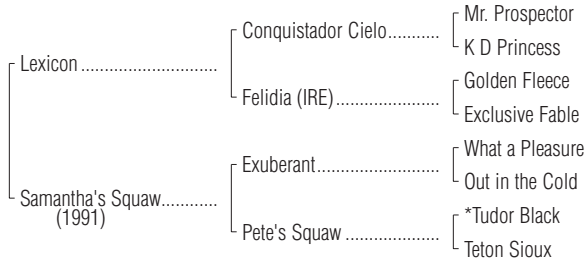 Mr. Prospector
Conquistador Cielo...........
K D Princess
Lexicon ............................
Golden Fleece
Felidia (IRE)......................
Exclusive Fable
What a Pleasure
Exuberant.......................
Out in the Cold
Samantha's Squaw............
(1991)
*Tudor Black
Pete's Squaw ....................
Teton Sioux